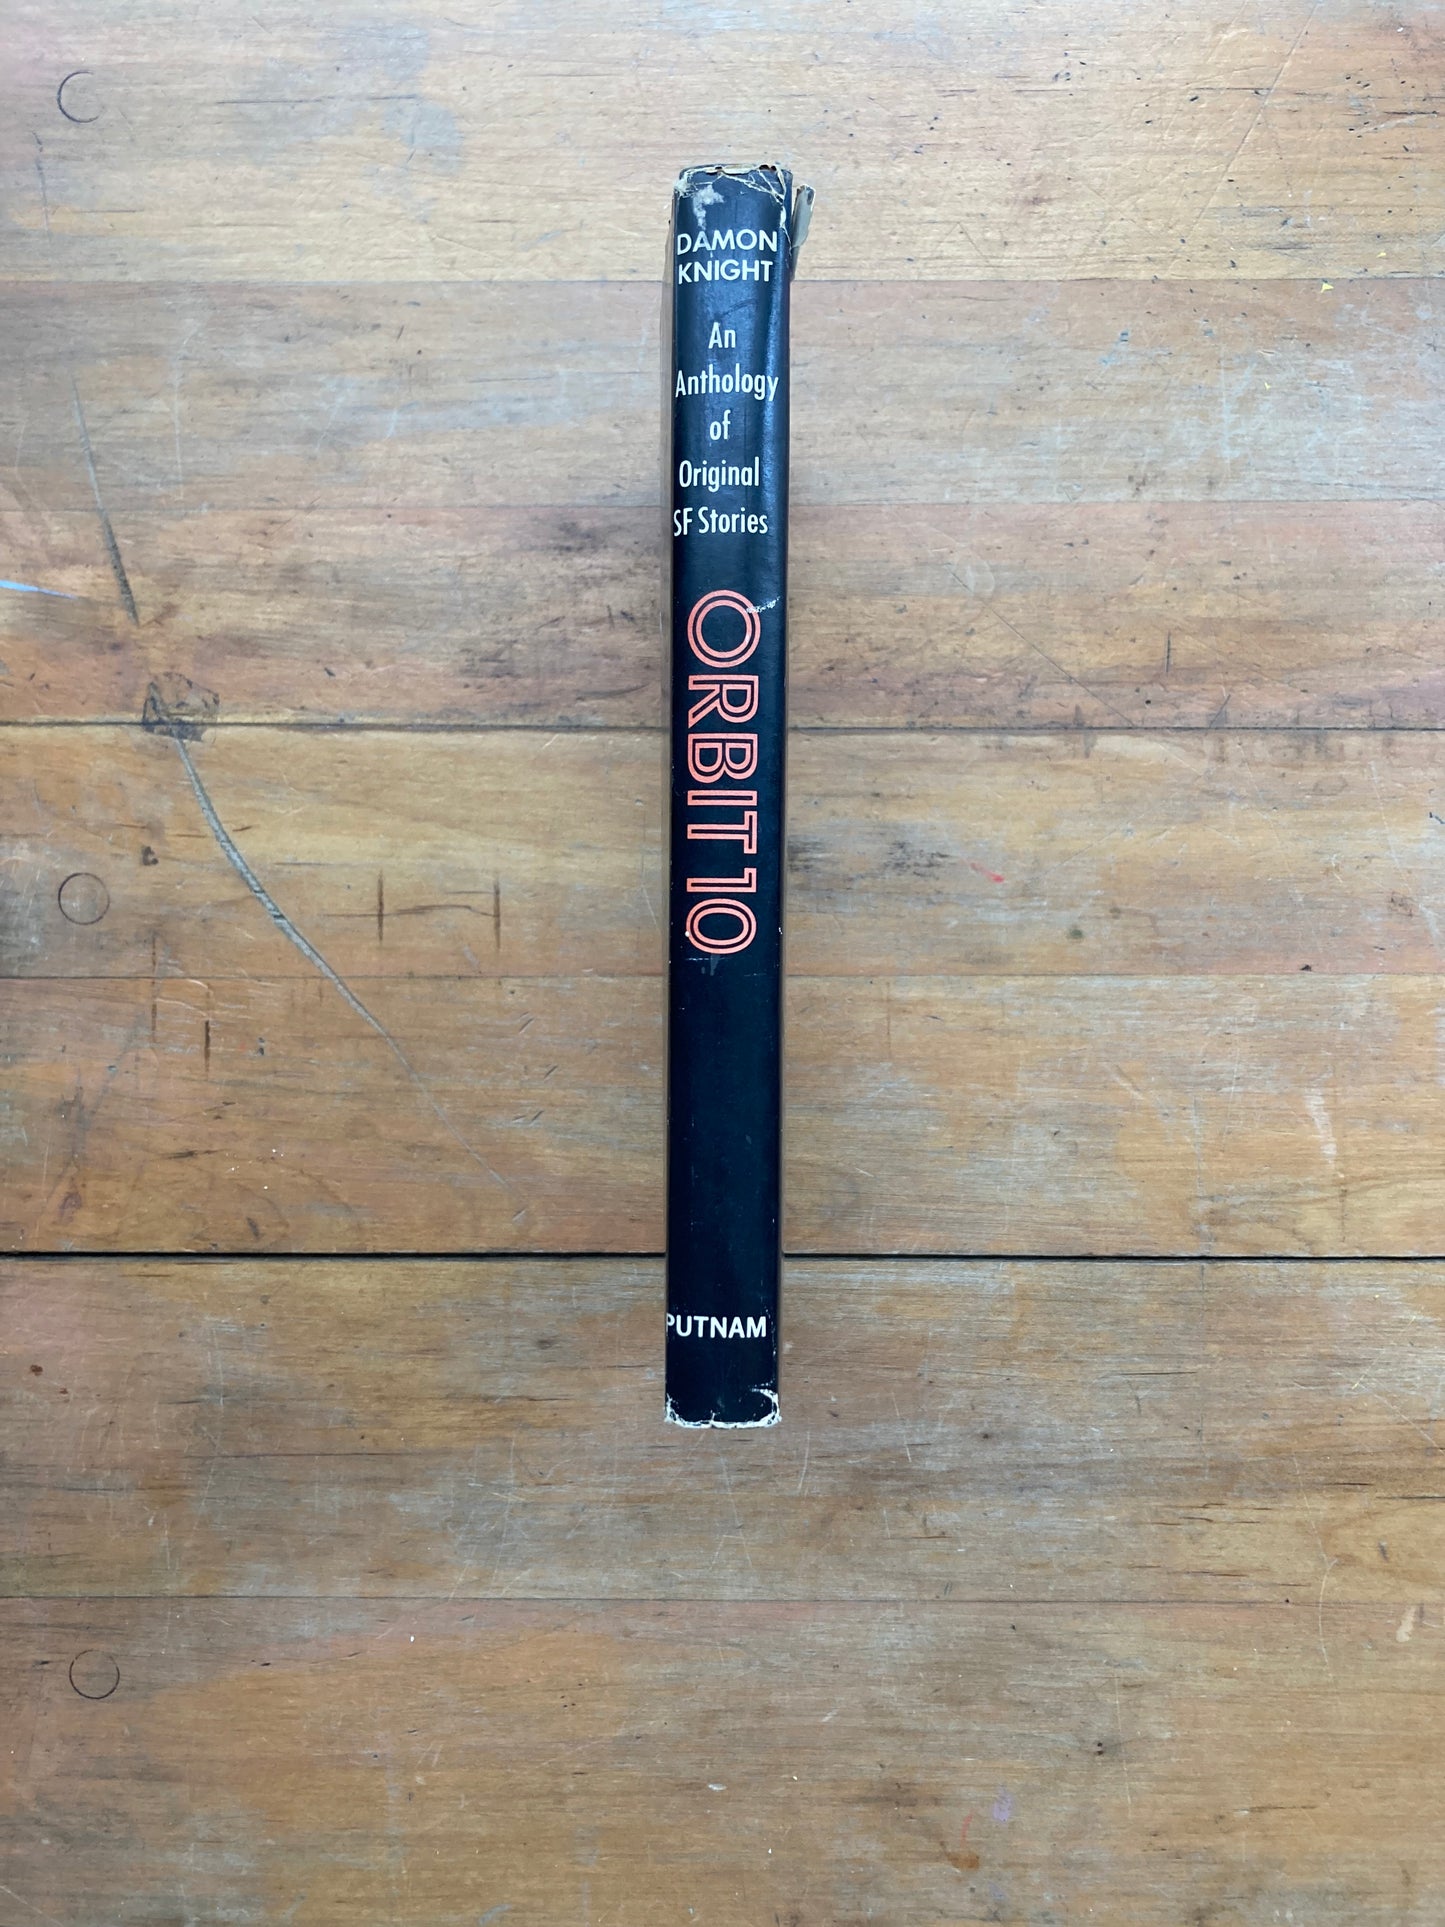 DAMON
KNIGHT
An
Anthology
of
Original
SF Stories
ORBIT 10
PUTNAM